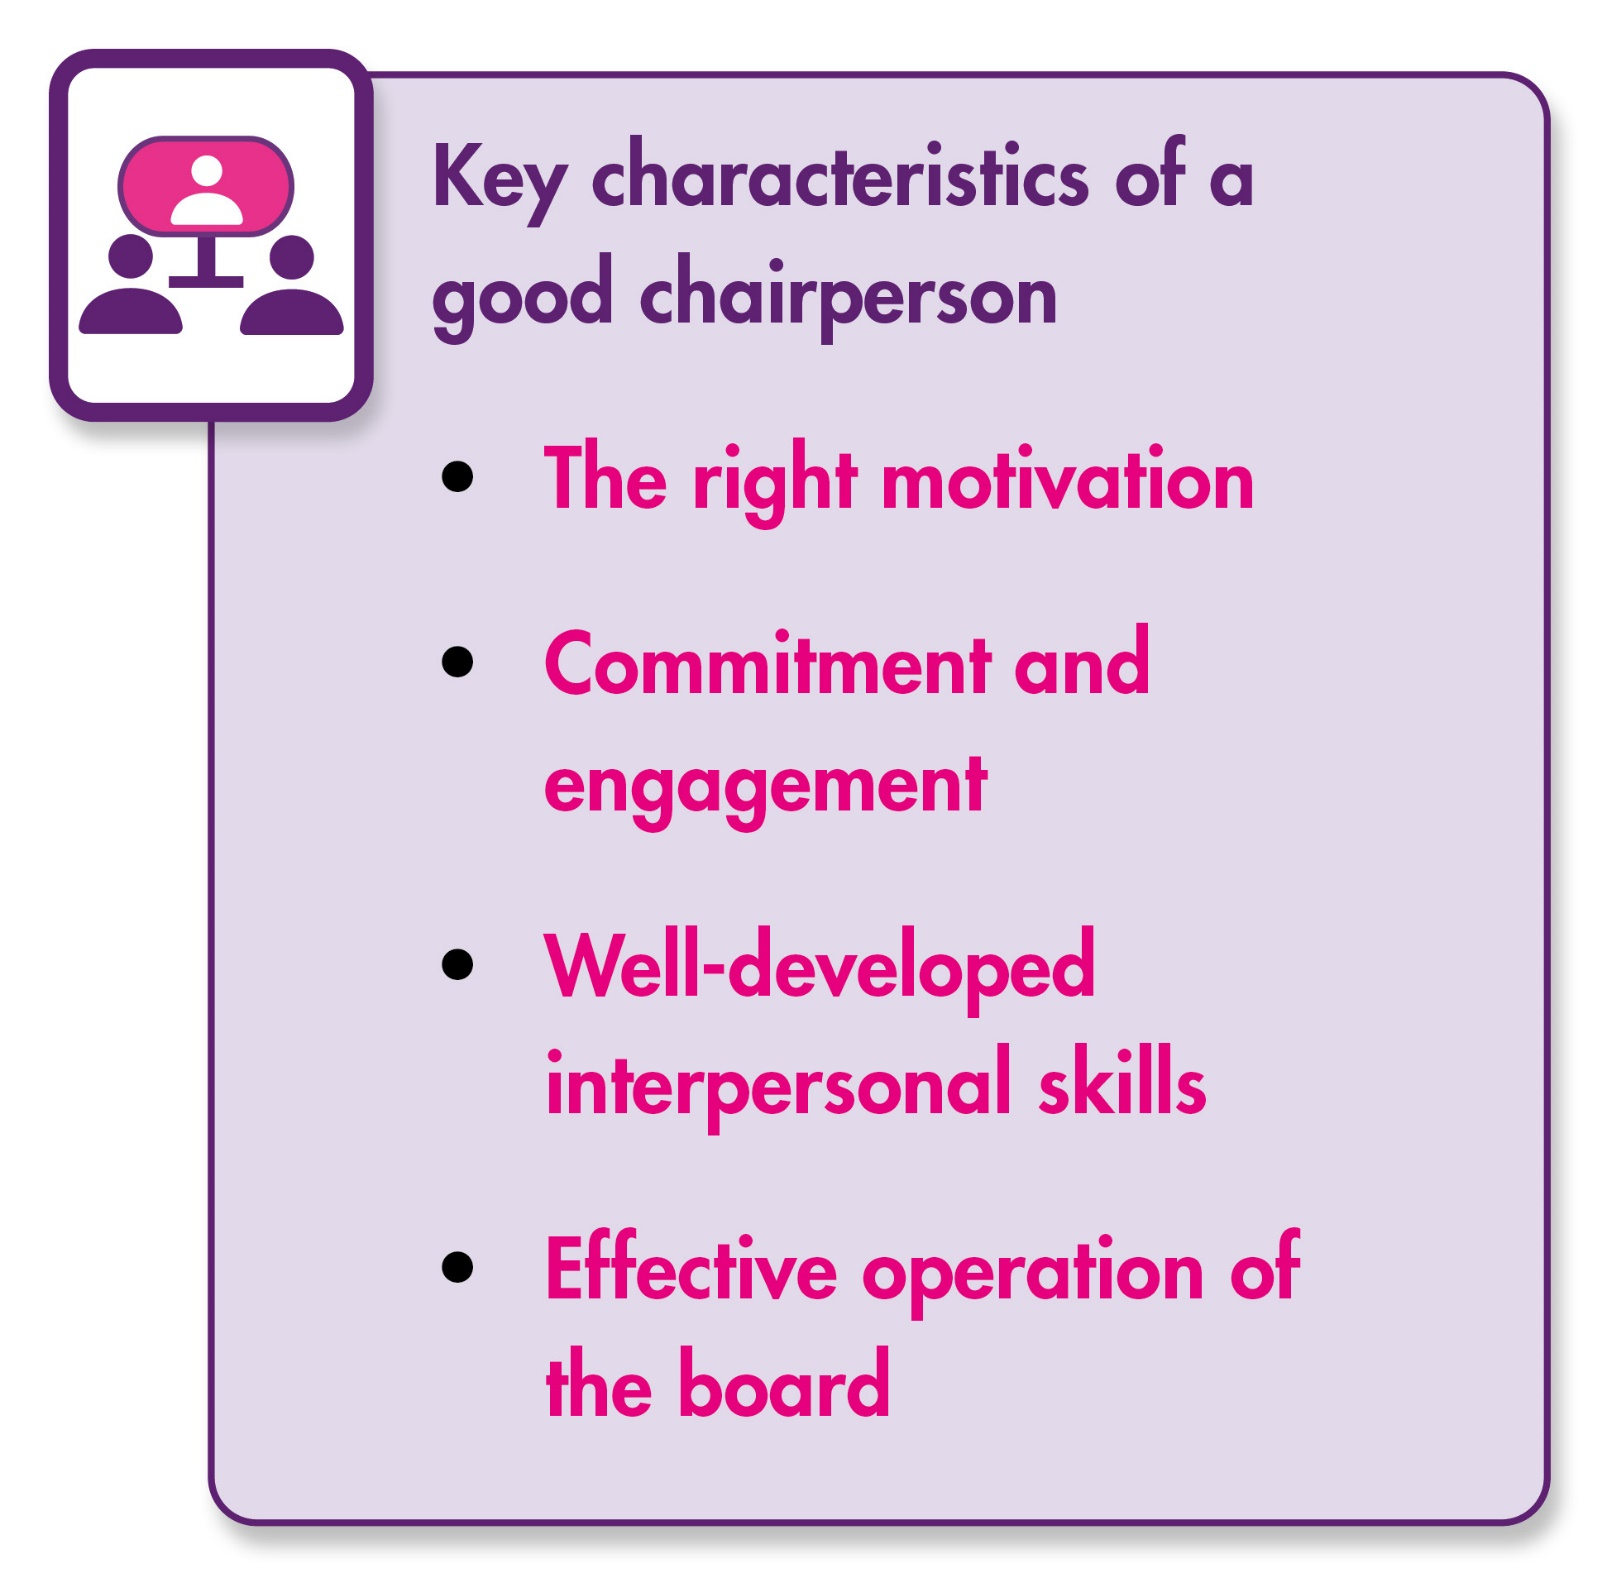 Key characteristics of a
good chairperson
• The right motivation
• Commitment and
engagement
• Well-developed
interpersonal skills
• Effective operation of
the board